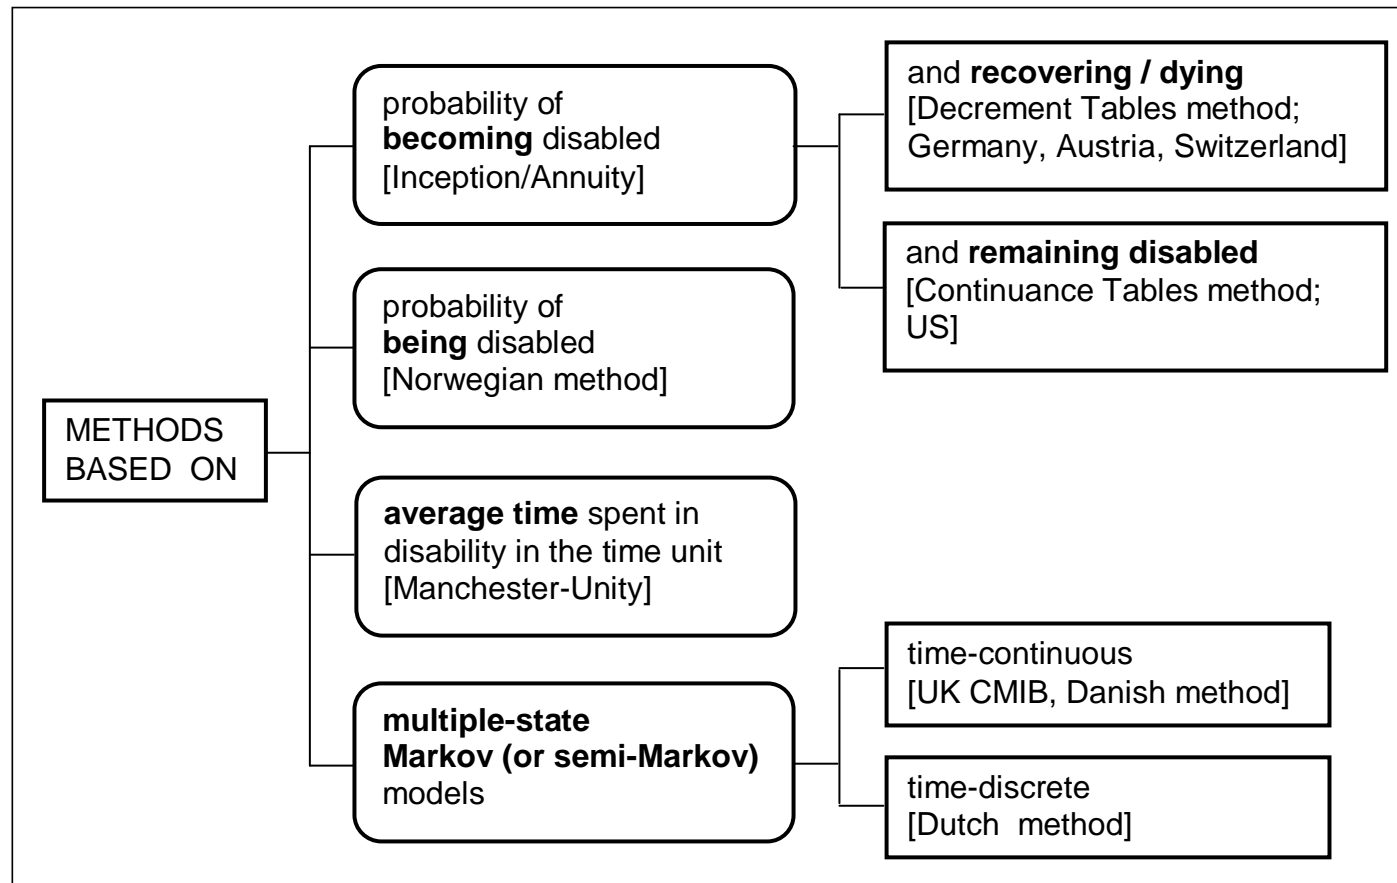 METHODS
BASED ON
probability of
becoming disabled
[Inception/Annuity]
and recovering / dying
[Decrement Tables method;
Germany, Austria, Switzerland]
and remaining disabled
[Continuance Tables method;
US]
probability of
being disabled
[Norwegian method]
average time spent in
disability in the time unit
[Manchester-Unity]
multiple-state
Markov (or semi-Markov)
models
time-continuous
[UK CMIB, Danish method]
time-discrete
[Dutch method]